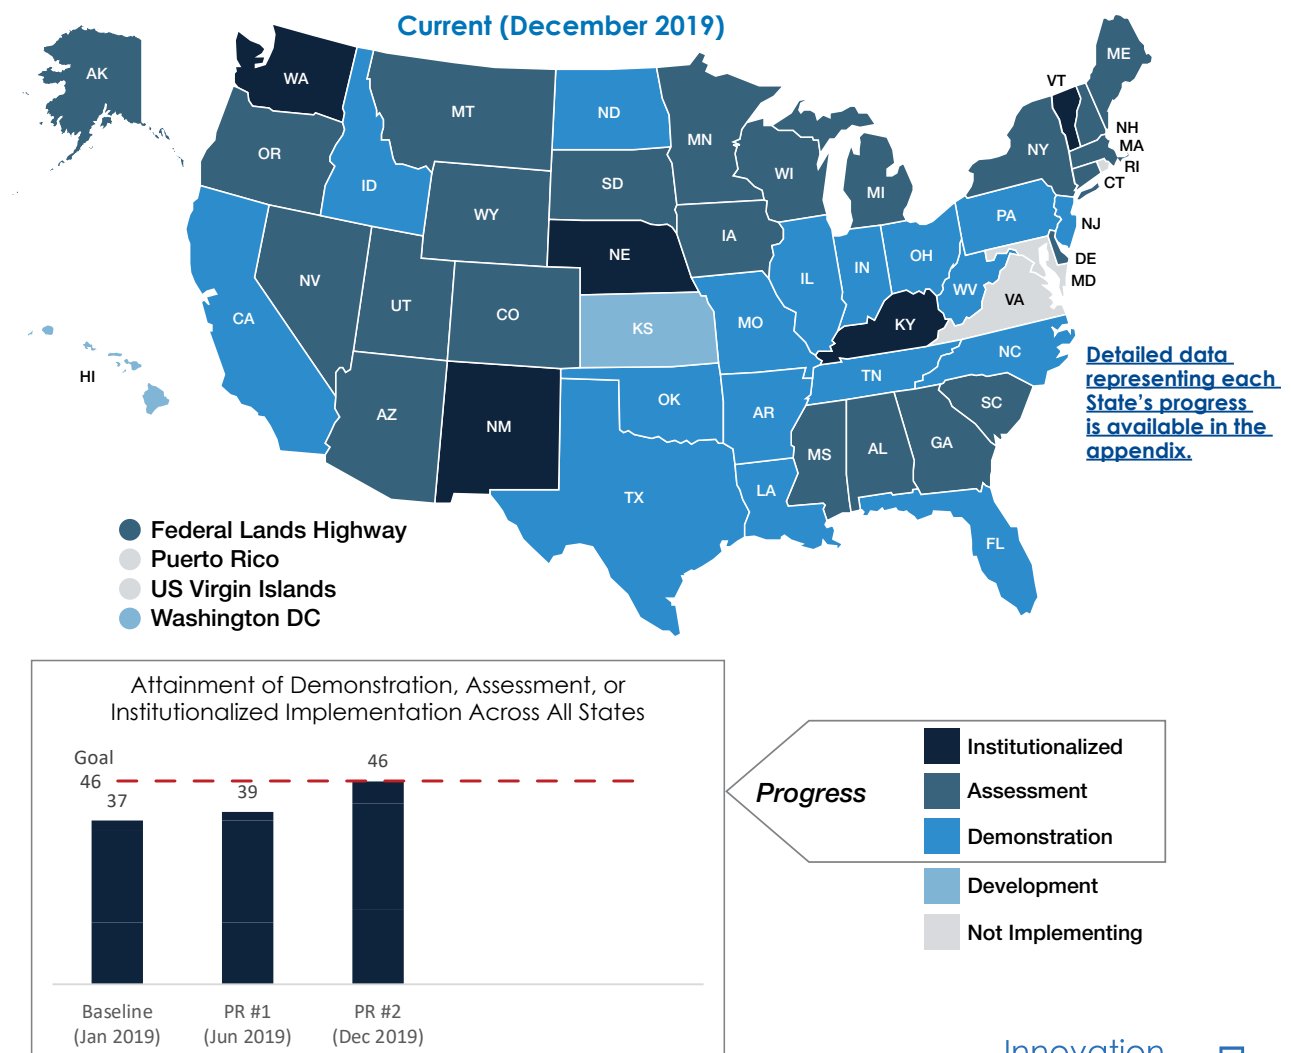 Current (December 2019)
AK
WA
MT
ND
MN
VT
ME
OR
ID
SD
WI
MI
NY
NH
MA
RI
CT
WY
NE
IA
PA
NJ
NV
UT
CO
KS
MO
IL
IN
OH
WV
VA
DE
MD
CA
KY
HI
AZ
NM
OK
AR
TN
NC
SC
MS
AL
GA
TX
LA
FL
Detailed data
representing each
State's progress
is available in the
appendix.
Federal Lands Highway
Puerto Rico
US Virgin Islands
Washington DC
Attainment of Demonstration, Assessment, or
Institutionalized Implementation Across All States
Goal
46
37
39
46
Baseline
(Jan 2019)
PR #1
(Jun 2019)
PR #2
(Dec 2019)
Progress
Institutionalized
Assessment
Demonstration
Development
Not Implementing
Innovation